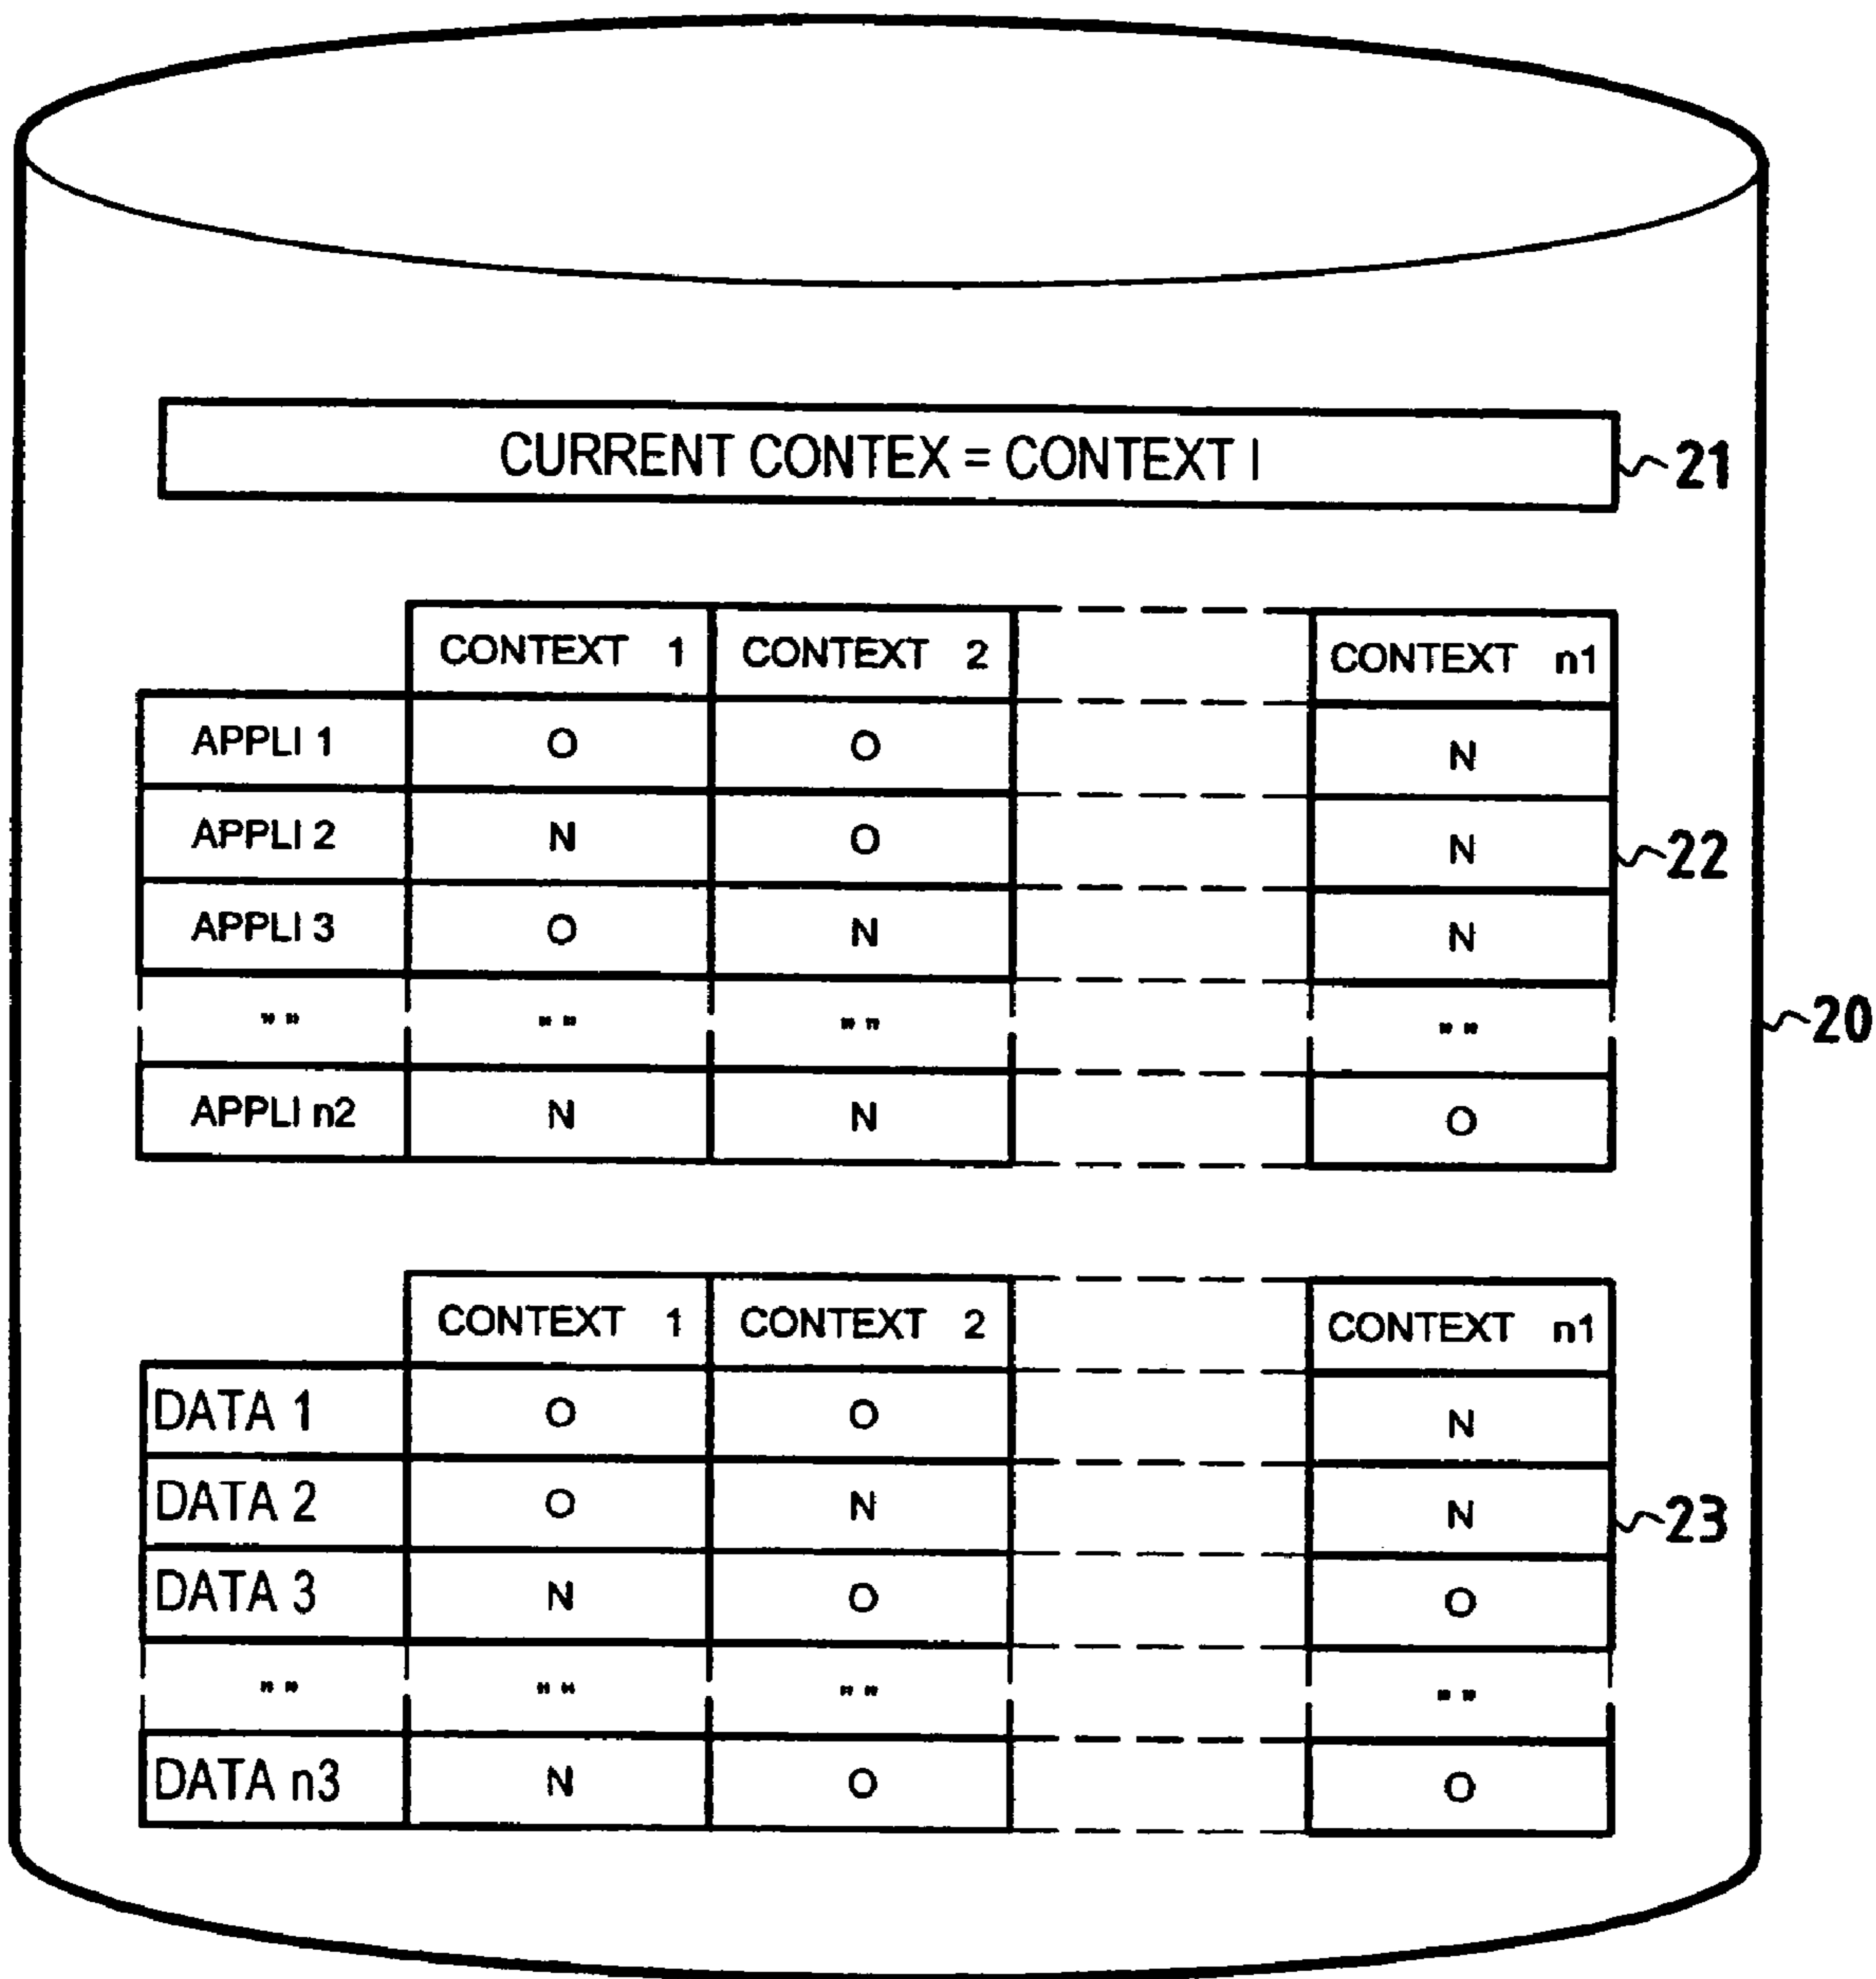 CURRENT CONTEX = CONTEXT I 21
CONTEXT 1 CONTEXT 2 CONTEXT n1
APPLI 1 O O N
APPLI 2 N O N 22
APPLI 3 O N N
" " " " " " " " 20
APPLI n2 N N O
CONTEXT 1 CONTEXT 2 CONTEXT n1
DATA 1 O O N
DATA 2 O N N 23
DATA 3 N O O
" " " " " " " "
DATA n3 N O O